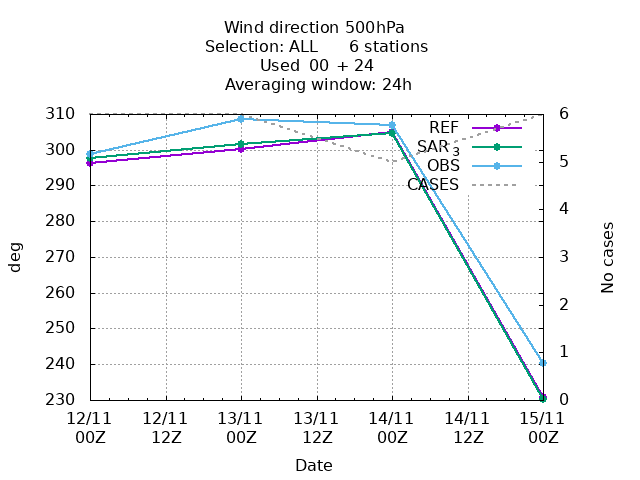 Wind direction 500hPa
Selection: ALL 6 stations
Used 00 + 24
Averaging window: 24h
310
300
290
280
270
260
250
240
230
deg
6
5
4
3
2
1
0
No cases
REF
SAR 3
OBS
CASES
12/11 12/11 13/11 13/11 14/11 14/11 15/11
00Z 12Z 00Z 12Z 00Z 12Z 00Z
Date